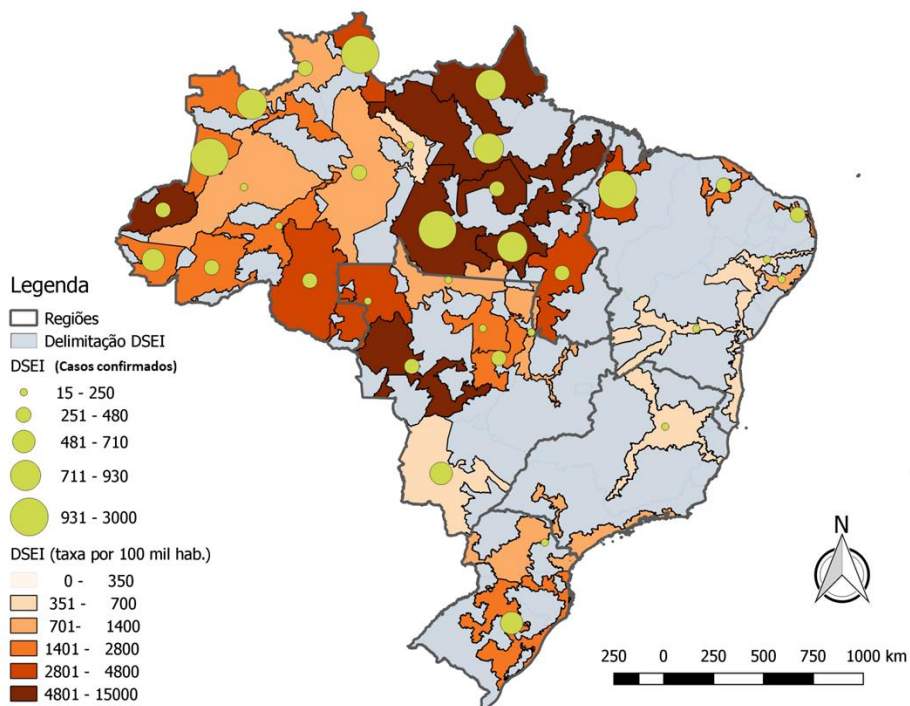 Legenda
Regiões
Delimitação DSEI
DSEI (Casos confirmados)
15 - 250
251 - 480
481 - 710
711 - 930
931 - 3000
DSEI (taxa por 100 mil hab.)
0 - 350
351 - 700
701- 1400
1401 - 2800
2801 - 4800
4801 - 15000
N
250 0 250 500 750 1000 km